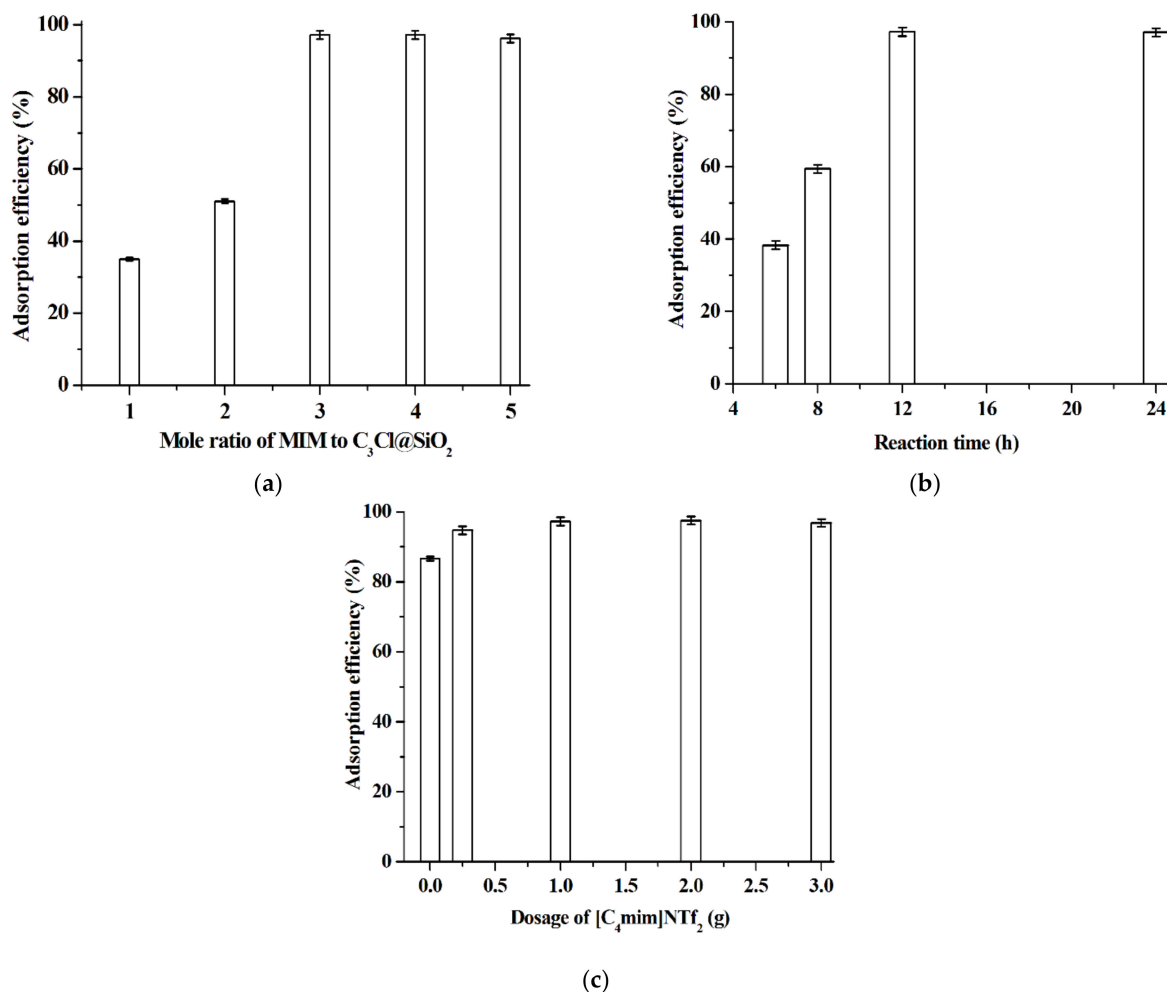 Adsorption efficiency (%)
100
80
60
40
20
0
1 2 3 4 5
Mole ratio of MIM to C₃Cl@SiO₂
(a)
Adsorption efficiency (%)
100
80
60
40
20
0
4 8 12 16 20 24
Reaction time (h)
(b)
Adsorption efficiency (%)
100
80
60
40
20
0
0.0 0.5 1.0 1.5 2.0 2.5 3.0
Dosage of [C₄mim]NTf₂ (g)
(c)